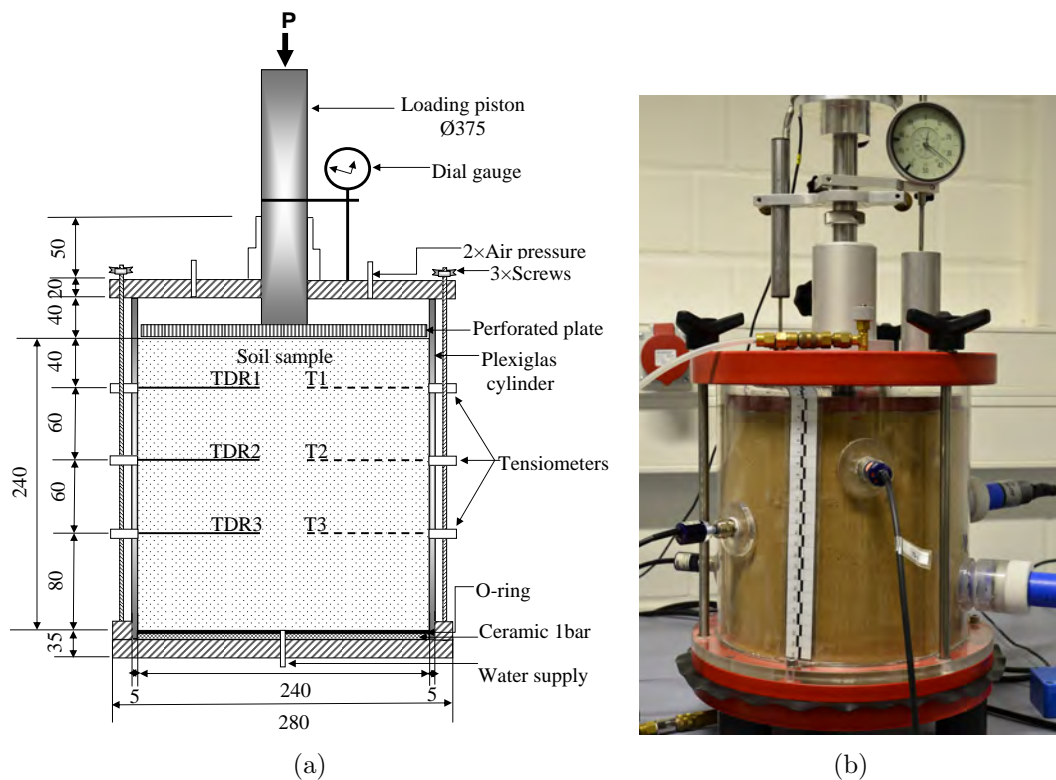 P
Loading piston
Ø375
Dial gauge
2×Air pressure
3×Screws
Perforated plate
Soil sample
Plexiglas
cylinder
TDR1 T1
TDR2 T2
Tensiometers
TDR3 T3
O-ring
Ceramic 1bar
Water supply
50
20
40
40
60
60
80
35
240
5 240 5
280
(a) (b)